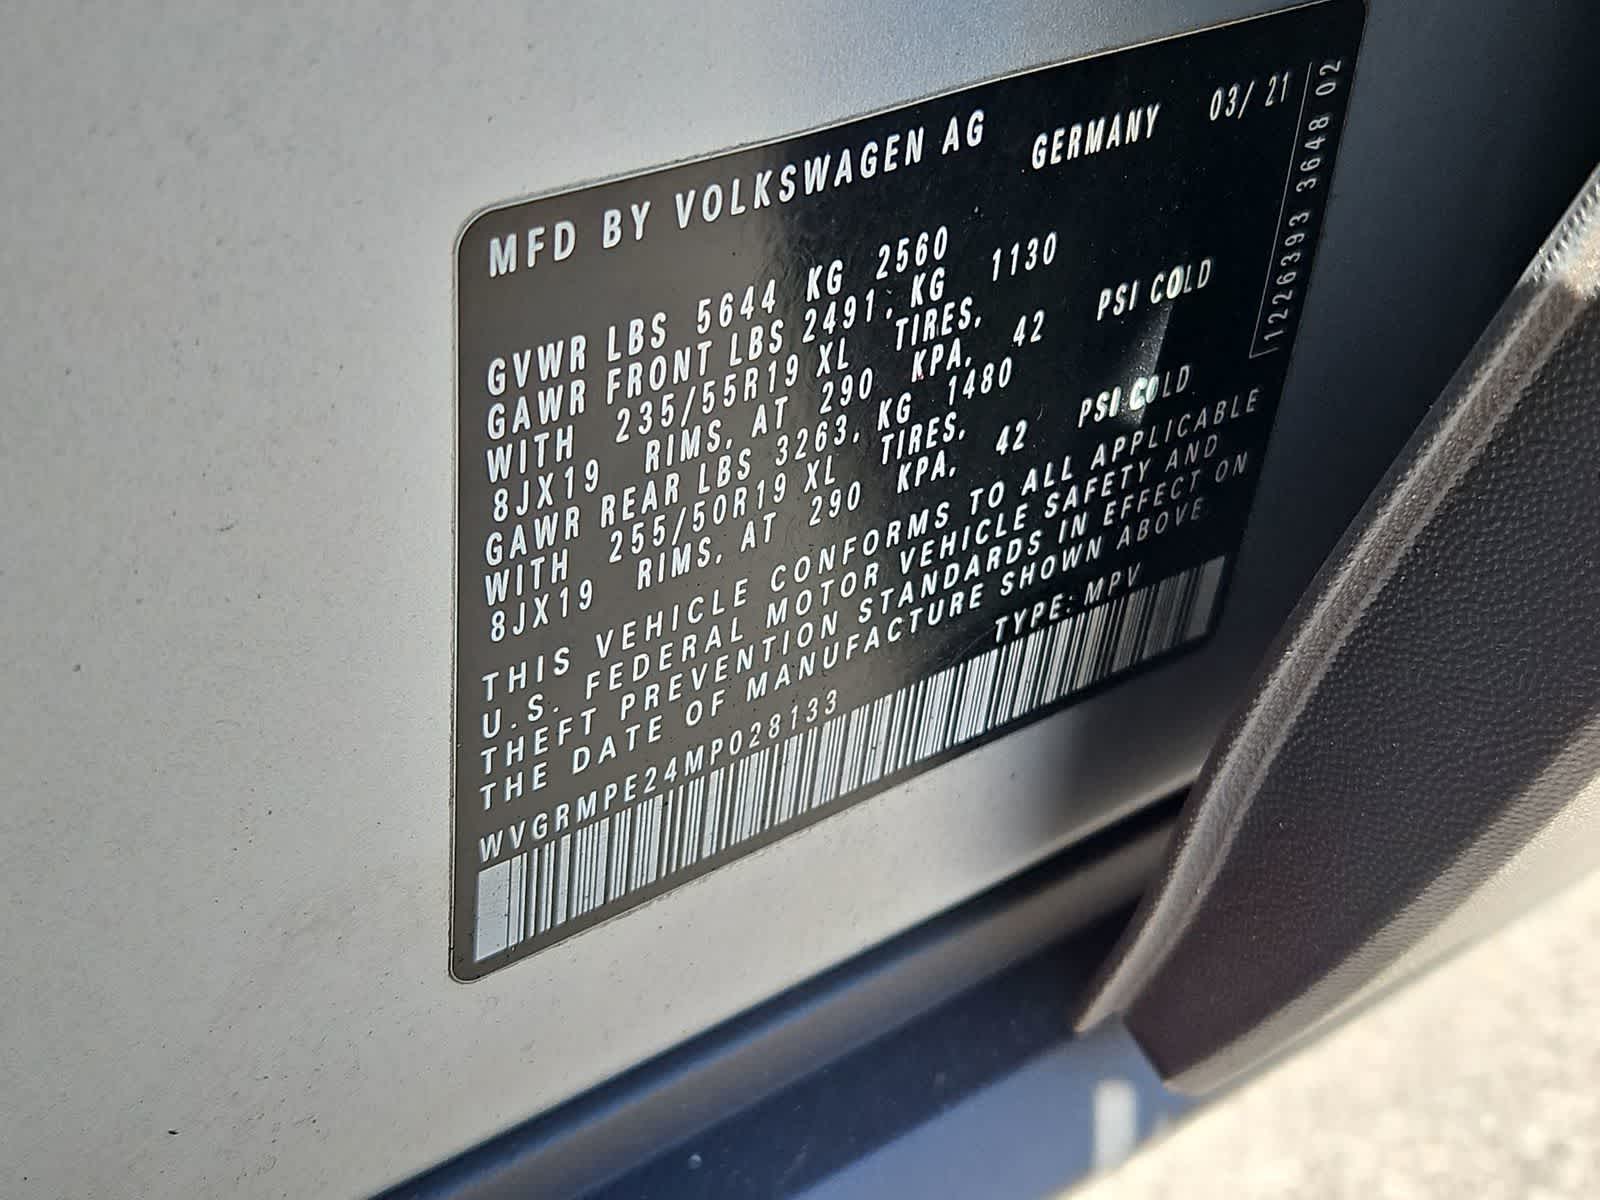 MFD BY VOLKSWAGEN AG GERMANY 03/ 21
GVWR LBS 5644 KG 2560
GAWR FRONT LBS 2491, KG 1130
WITH 235/55R19 XL TIRES,
8JX19 RIMS, AT 290 KPA, 42 PSI COLD
GAWR REAR LBS 3263, KG 1480
WITH 255/50R19 XL TIRES,
8JX19 RIMS, AT 290 KPA, 42 PSI COLD
THIS VEHICLE CONFORMS TO ALL APPLICABLE
U.S. FEDERAL MOTOR VEHICLE SAFETY AND
THEFT PREVENTION STANDARDS IN EFFECT ON
THE DATE OF MANUFACTURE SHOWN ABOVE
WVGRMPE24MP028133 TYPE: MPV
1226393 3648 02